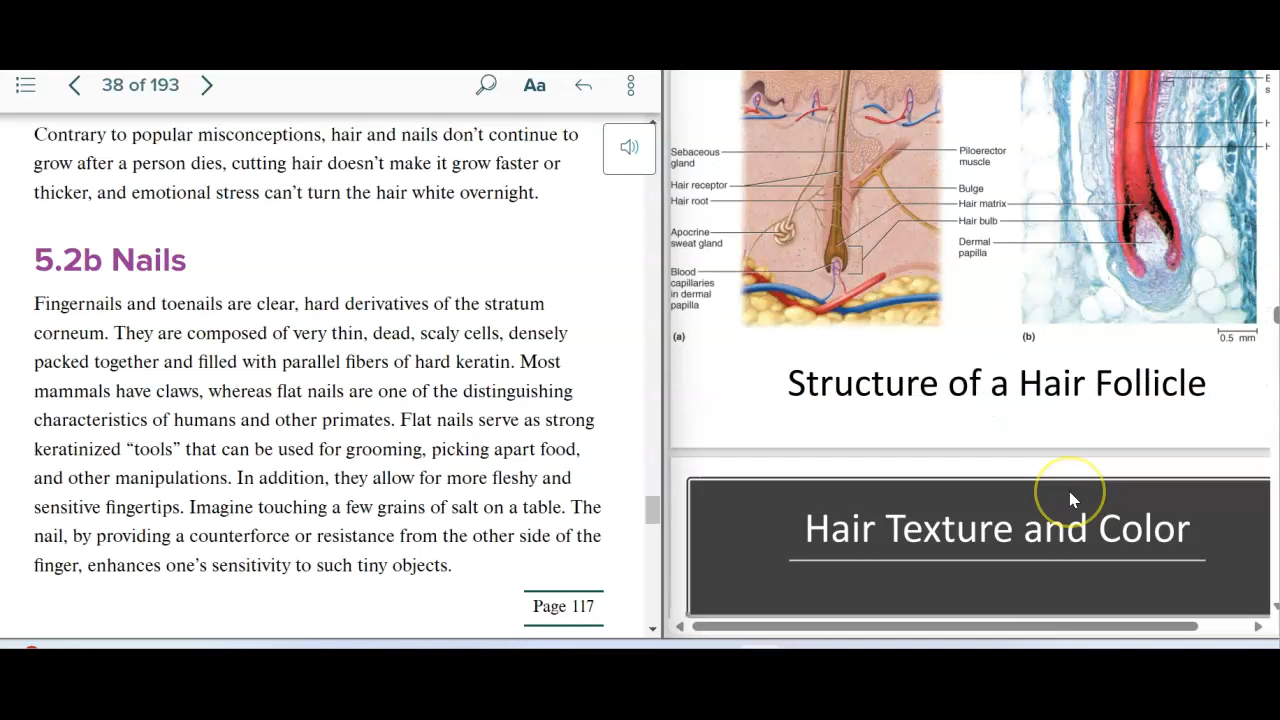 38 of 193
Aa
Contrary to popular misconceptions, hair and nails don't continue to
grow after a person dies, cutting hair doesn't make it grow faster or
thicker, and emotional stress can't turn the hair white overnight.
5.2b Nails
Fingernails and toenails are clear, hard derivatives of the stratum
corneum. They are composed of very thin, dead, scaly cells, densely
packed together and filled with parallel fibers of hard keratin. Most
mammals have claws, whereas flat nails are one of the distinguishing
characteristics of humans and other primates. Flat nails serve as strong
keratinized “tools” that can be used for grooming, picking apart food,
and other manipulations. In addition, they allow for more fleshy and
sensitive fingertips. Imagine touching a few grains of salt on a table. The
nail, by providing a counterforce or resistance from the other side of the
finger, enhances one's sensitivity to such tiny objects.
Page 117
Sebaceous
gland
Hair receptor
Hair root
Apocrine
sweat gland
Blood
capillaries
in dermal
papilla
(a)
Piloerector
muscle
Bulge
Hair matrix
Hair bulb
Dermal
papilla
(b)
0.5 mm
Structure of a Hair Follicle
Hair Texture and Color